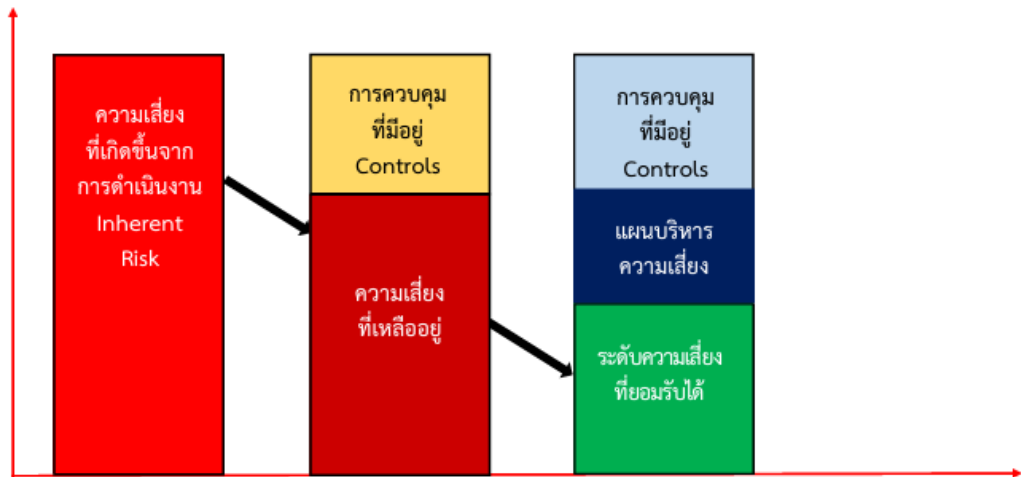 ความเสี่ยง
ที่เกิดขึ้นจาก
การดำเนินงาน
Inherent
Risk
การควบคุม
ที่มีอยู่
Controls
ความเสี่ยง
ที่เหลืออยู่
การควบคุม
ที่มีอยู่
Controls
แผนบริหาร
ความเสี่ยง
ระดับความเสี่ยง
ที่ยอมรับได้